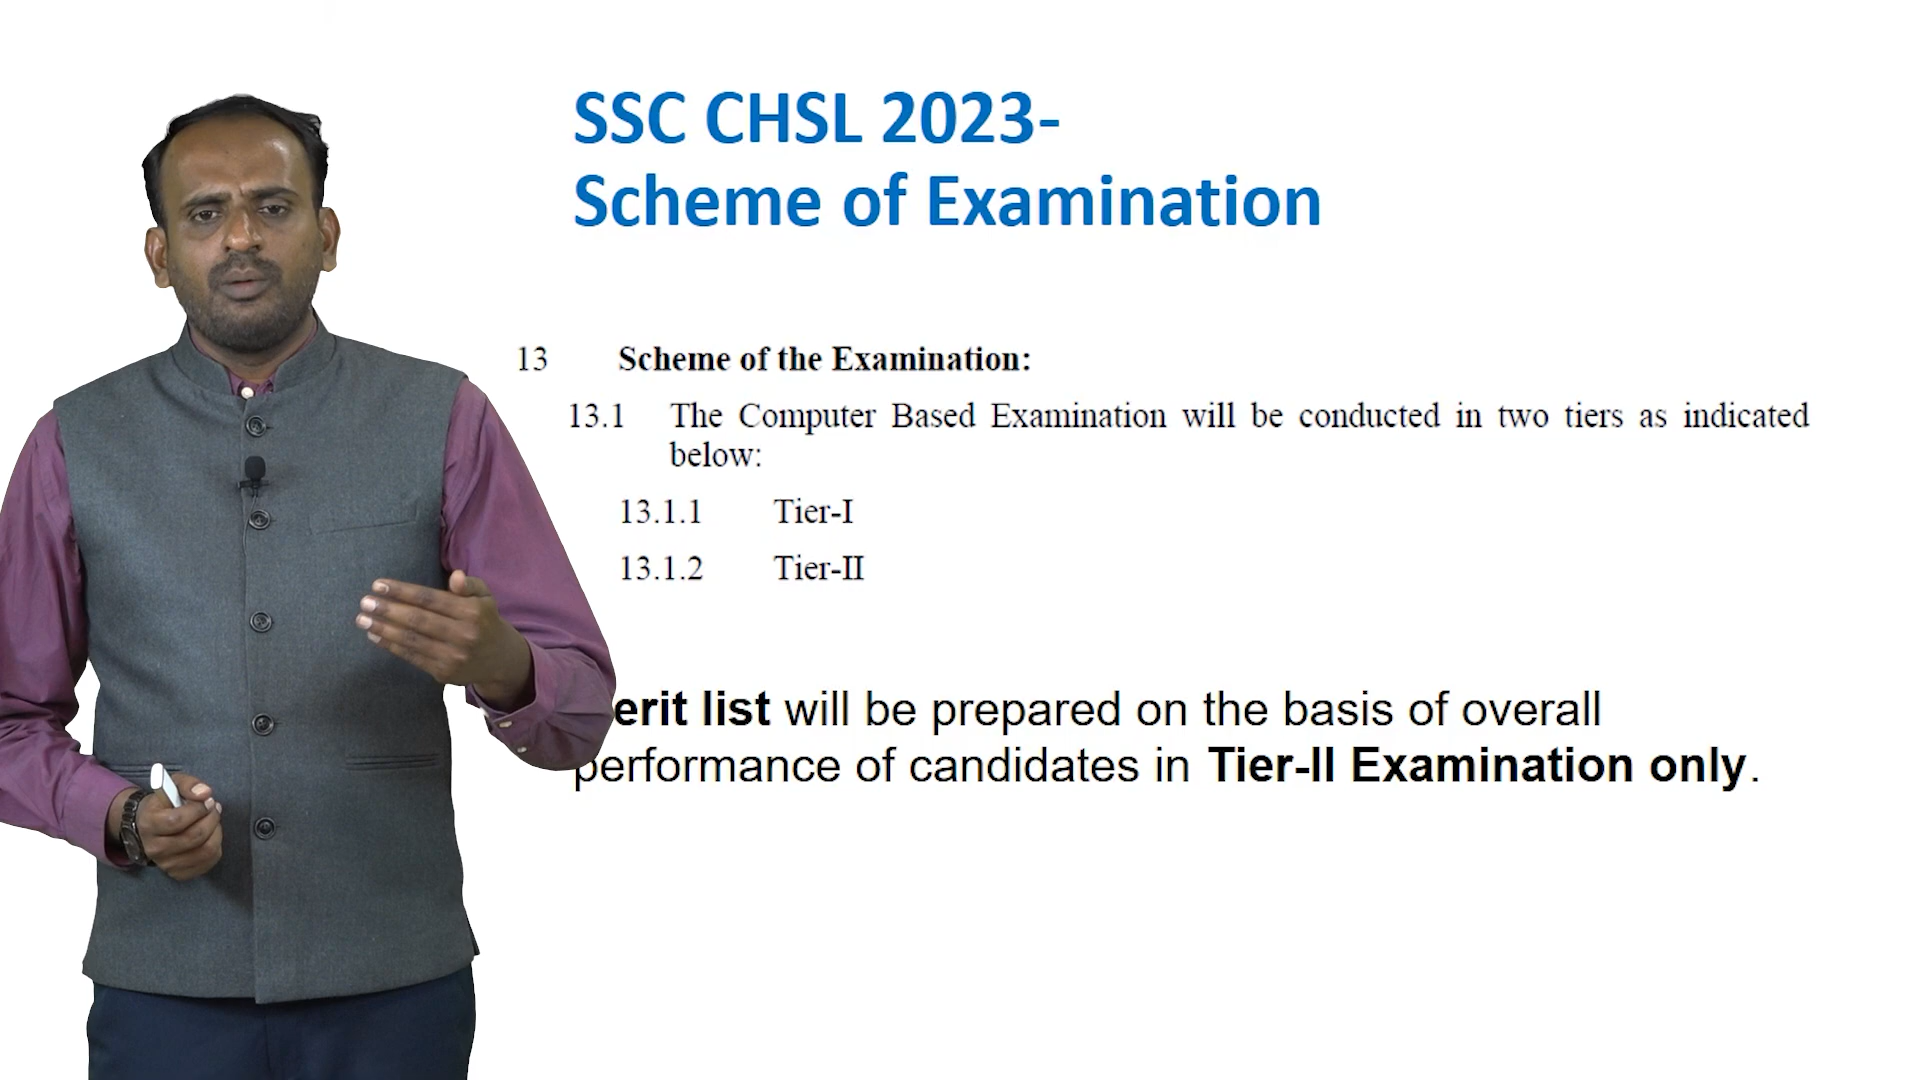 SSC CHSL 2023-
Scheme of Examination
13 Scheme of the Examination:
13.1 The Computer Based Examination will be conducted in two tiers as indicated
below:
13.1.1 Tier-I
13.1.2 Tier-II
erit list will be prepared on the basis of overall
performance of candidates in Tier-II Examination only.